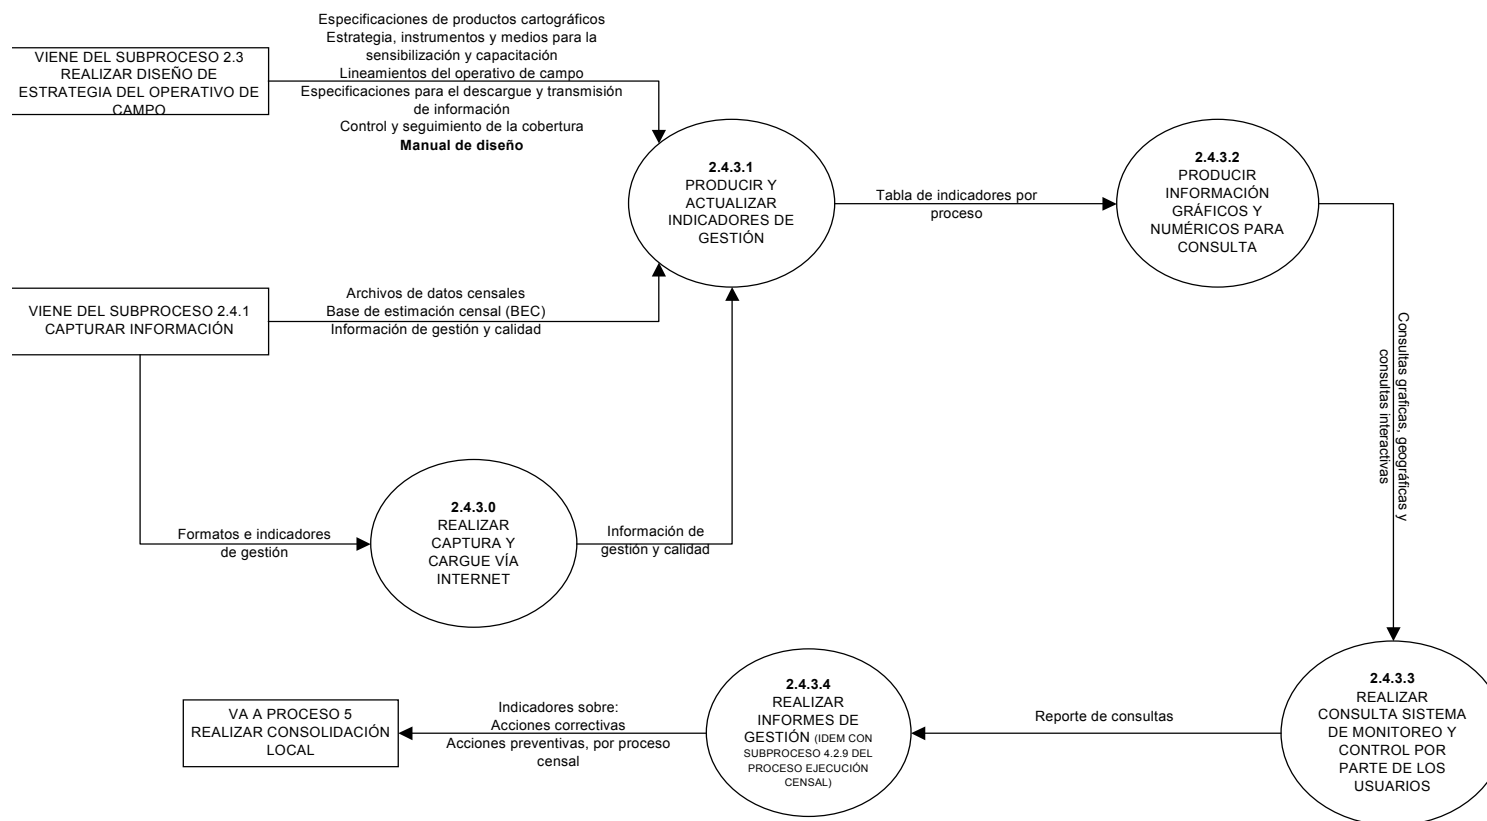 Especificaciones de productos cartográficos
Estrategia, instrumentos y medios para la
sensibilización y capacitación
Lineamientos del operativo de campo
Especificaciones para el descargue y transmisión
de información
Control y seguimiento de la cobertura
Manual de diseño
VIENE DEL SUBPROCESO 2.3
REALIZAR DISEÑO DE
ESTRATEGIA DEL OPERATIVO DE
CAMPO
2.4.3.1
PRODUCIR Y
ACTUALIZAR
INDICADORES DE
GESTIÓN
Tabla de indicadores por
proceso
2.4.3.2
PRODUCIR
INFORMACIÓN
GRÁFICOS Y
NUMÉRICOS PARA
CONSULTA
VIENE DEL SUBPROCESO 2.4.1
CAPTURAR INFORMACIÓN
Archivos de datos censales
Base de estimación censal (BEC)
Información de gestión y calidad
Consultas graficas, geográficas y
consultas interactivas
Formatos e indicadores
de gestión
2.4.3.0
REALIZAR
CAPTURA Y
CARGUE VÍA
INTERNET
Información de
gestión y calidad
VA A PROCESO 5
REALIZAR CONSOLIDACIÓN
LOCAL
Indicadores sobre:
Acciones correctivas
Acciones preventivas, por proceso
censal
2.4.3.4
REALIZAR
INFORMES DE
GESTIÓN (IDEM CON
SUBPROCESO 4.2.9 DEL
PROCESO EJECUCIÓN
CENSAL)
Reporte de consultas
2.4.3.3
REALIZAR
CONSULTA SISTEMA
DE MONITOREO Y
CONTROL POR
PARTE DE LOS
USUARIOS